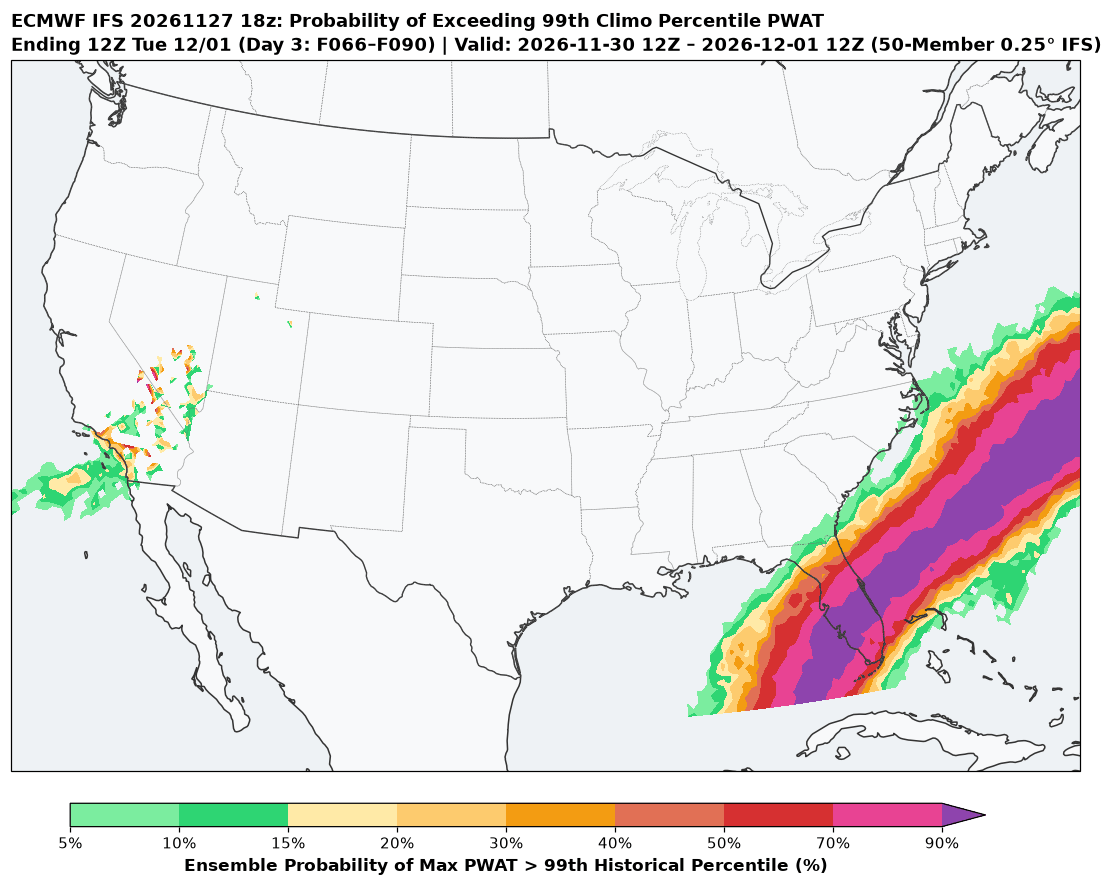 ECMWF IFS 20261127 18z: Probability of Exceeding 99th Climo Percentile PWAT
Ending 12Z Tue 12/01 (Day 3: F066–F090) | Valid: 2026-11-30 12Z – 2026-12-01 12Z (50-Member 0.25° IFS)
5% 10% 15% 20% 30% 40% 50% 70% 90%
Ensemble Probability of Max PWAT > 99th Historical Percentile (%)